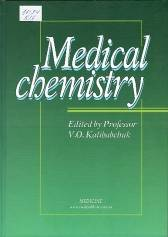 Medical
chemistry
Edited by Professor
V.O. Kalibabchuk
MEDICINE